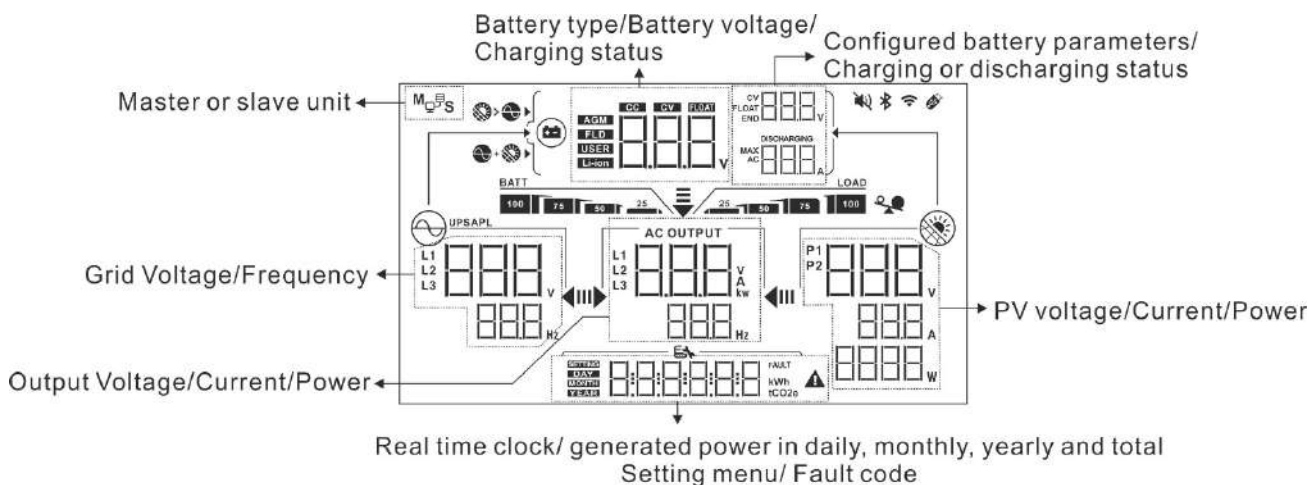 Battery type/Battery voltage/
Charging status
Configured battery parameters/
Charging or discharging status
Master or slave unit
M S
CC CV FLOAT
AGM
FLD
USER
Li-ion
V
CV
FLOAT
END
V
DISCHARGING
MAX
AC
A
BATT
LOAD
100 75 50 25
25 50 75 100
UPSAPL
AC OUTPUT
L1
L2
L3
V
Hz
L1
L2
L3
V
A
kw
Hz
P1
P2
V
A
W
Grid Voltage/Frequency
PV voltage/Current/Power
Output Voltage/Current/Power
SETTING
DAY
MONTH
YEAR
FAULT
kWh
tCO2e
Real time clock/ generated power in daily, monthly, yearly and total
Setting menu/ Fault code